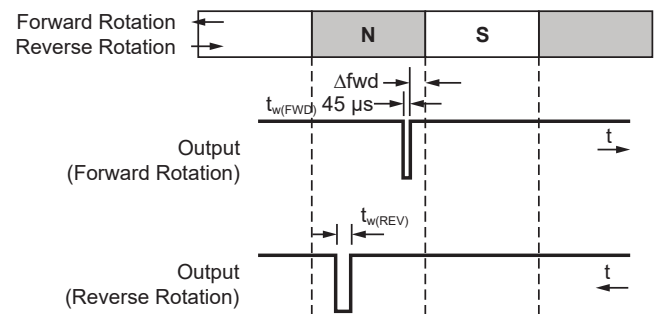 Forward Rotation
Reverse Rotation
N
S
Δfwd
tw(FWD) 45 µs
Output
(Forward Rotation)
t
tw(REV)
Output
(Reverse Rotation)
t